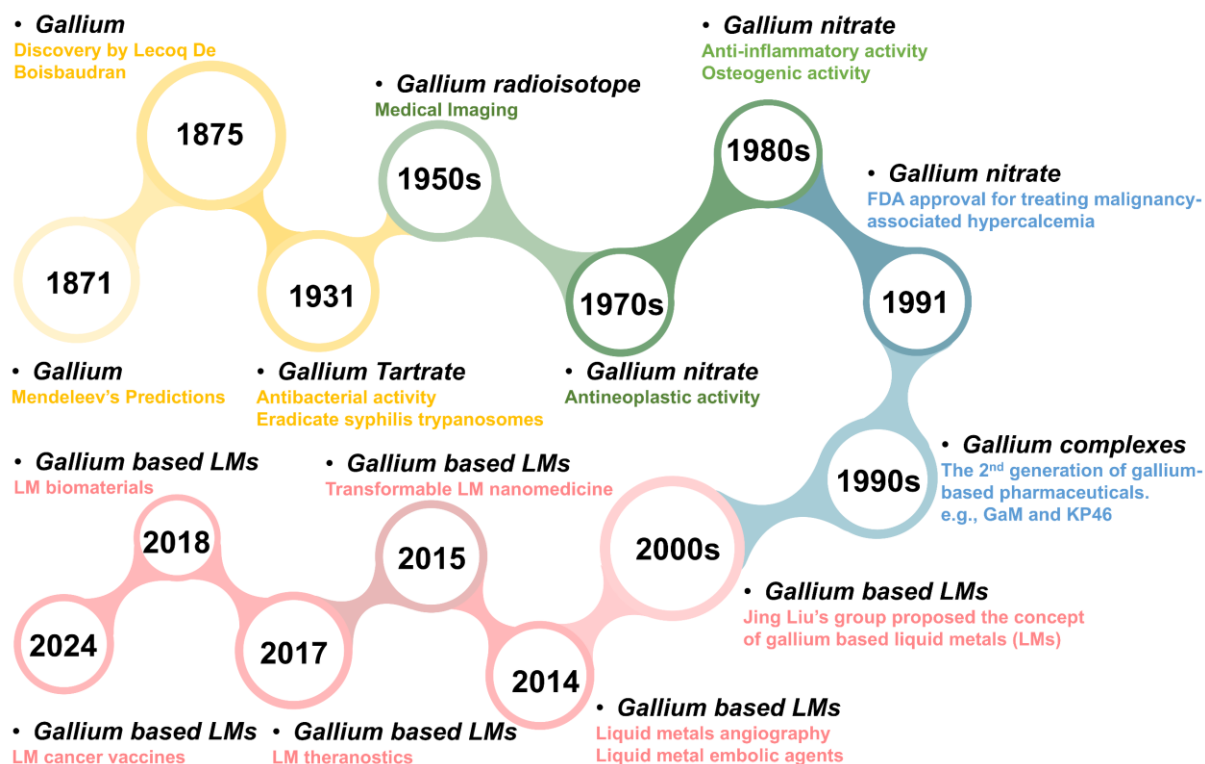 • Gallium
Discovery by Lecoq De
Boisbaudran
1875
• Gallium radioisotope
Medical Imaging
1950s
• Gallium nitrate
Anti-inflammatory activity
Osteogenic activity
1980s
• Gallium nitrate
FDA approval for treating malignancy-
associated hypercalcemia
1871
1931
1970s
1991
• Gallium
Mendeleev's Predictions
• Gallium Tartrate
Antibacterial activity
Eradicate syphilis trypanosomes
• Gallium nitrate
Antineoplastic activity
1990s
• Gallium complexes
The 2nd generation of gallium-
based pharmaceuticals.
e.g., GaM and KP46
• Gallium based LMs
LM biomaterials
2018
• Gallium based LMs
Transformable LM nanomedicine
2015
2000s
• Gallium based LMs
Jing Liu's group proposed the concept
of gallium based liquid metals (LMs)
2024
2017
2014
• Gallium based LMs
LM cancer vaccines
• Gallium based LMs
LM theranostics
• Gallium based LMs
Liquid metals angiography
Liquid metal embolic agents